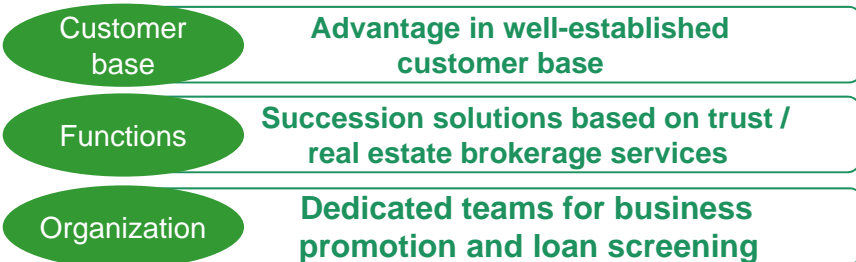 Customer
base
Advantage in well-established
customer base
Functions
Succession solutions based on trust /
real estate brokerage services
Organization
Dedicated teams for business
promotion and loan screening